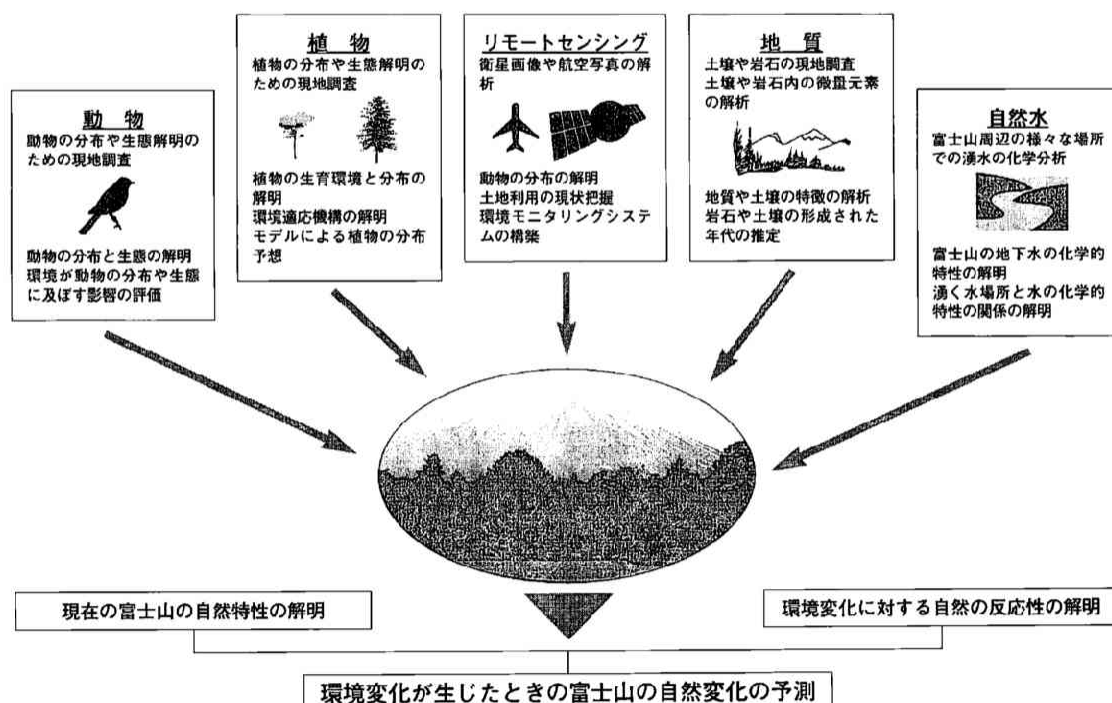 動 物
動物の分布や生態解明の
ための現地調査
動物の分布と生態の解明
環境が動物の分布や生態
に及ぼす影響の評価
植 物
植物の分布や生態解明の
ための現地調査
植物の生育環境と分布の
解明
環境適応機構の解明
モデルによる植物の分布
予想
リモートセンシング
衛星画像や航空写真の解
析
動物の分布の解明
土地利用の現状把握
環境モニタリングシステ
ムの構築
地 質
土壌や岩石の現地調査
土壌や岩石内の微量元素
の解析
地質や土壌の特徴の解析
岩石や土壌の形成された
年代の推定
自然水
富士山周辺の様々な場所
での湧水の化学分析
富士山の地下水の化学的
特性の解明
湧く水場所と水の化学的
特性の関係の解明
現在の富士山の自然特性の解明
環境変化に対する自然の反応性の解明
環境変化が生じたときの富士山の自然変化の予測